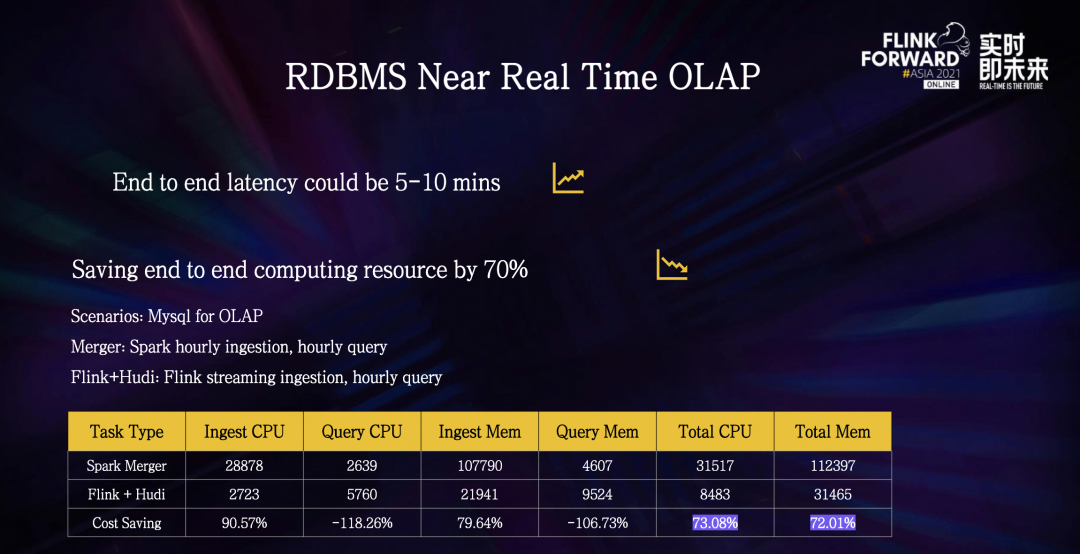 FLINK
FORWARD
#ASIA 2021
ONLINE
实时
即未来
REAL-TIME IS THE FUTURE
RDBMS Near Real Time OLAP
End to end latency could be 5-10 mins
Saving end to end computing resource by 70%
Scenarios: Mysql for OLAP
Merger: Spark hourly ingestion, hourly query
Flink+Hudi: Flink streaming ingestion, hourly query
Task Type Ingest CPU Query CPU Ingest Mem Query Mem Total CPU Total Mem
Spark Merger 28878 2639 107790 4607 31517 112397
Flink + Hudi 2723 5760 21941 9524 8483 31465
Cost Saving 90.57% -118.26% 79.64% -106.73% 73.08% 72.01%